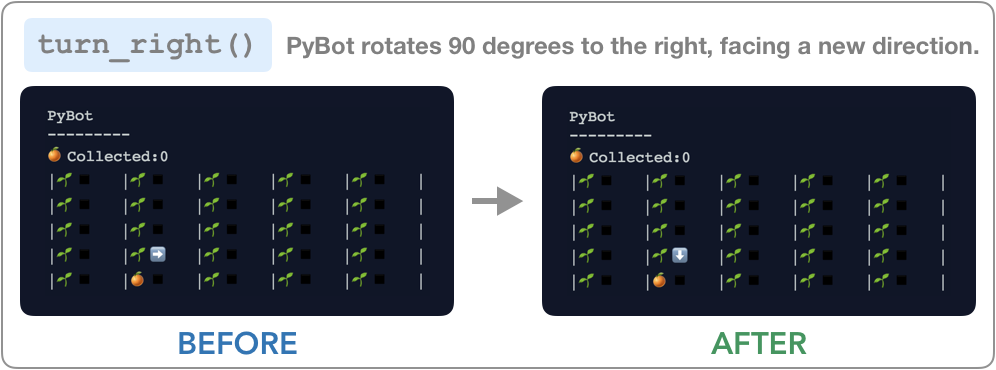 turn_right() PyBot rotates 90 degrees to the right, facing a new direction.
PyBot
---------
🍊 Collected:0
|🌱 ◾ |🌱 ◾ |🌱 ◾ |🌱 ◾ |🌱 ◾ |
|🌱 ◾ |🌱 ◾ |🌱 ◾ |🌱 ◾ |🌱 ◾ |
|🌱 ◾ |🌱 ◾ |🌱 ◾ |🌱 ◾ |🌱 ◾ |
|🌱 ◾ |🌱 ➡️ |🌱 ◾ |🌱 ◾ |🌱 ◾ |
|🌱 ◾ |🍊 ◾ |🌱 ◾ |🌱 ◾ |🌱 ◾ |
BEFORE
PyBot
---------
🍊 Collected:0
|🌱 ◾ |🌱 ◾ |🌱 ◾ |🌱 ◾ |🌱 ◾ |
|🌱 ◾ |🌱 ◾ |🌱 ◾ |🌱 ◾ |🌱 ◾ |
|🌱 ◾ |🌱 ◾ |🌱 ◾ |🌱 ◾ |🌱 ◾ |
|🌱 ◾ |🌱 ⬇️ |🌱 ◾ |🌱 ◾ |🌱 ◾ |
|🌱 ◾ |🍊 ◾ |🌱 ◾ |🌱 ◾ |🌱 ◾ |
AFTER